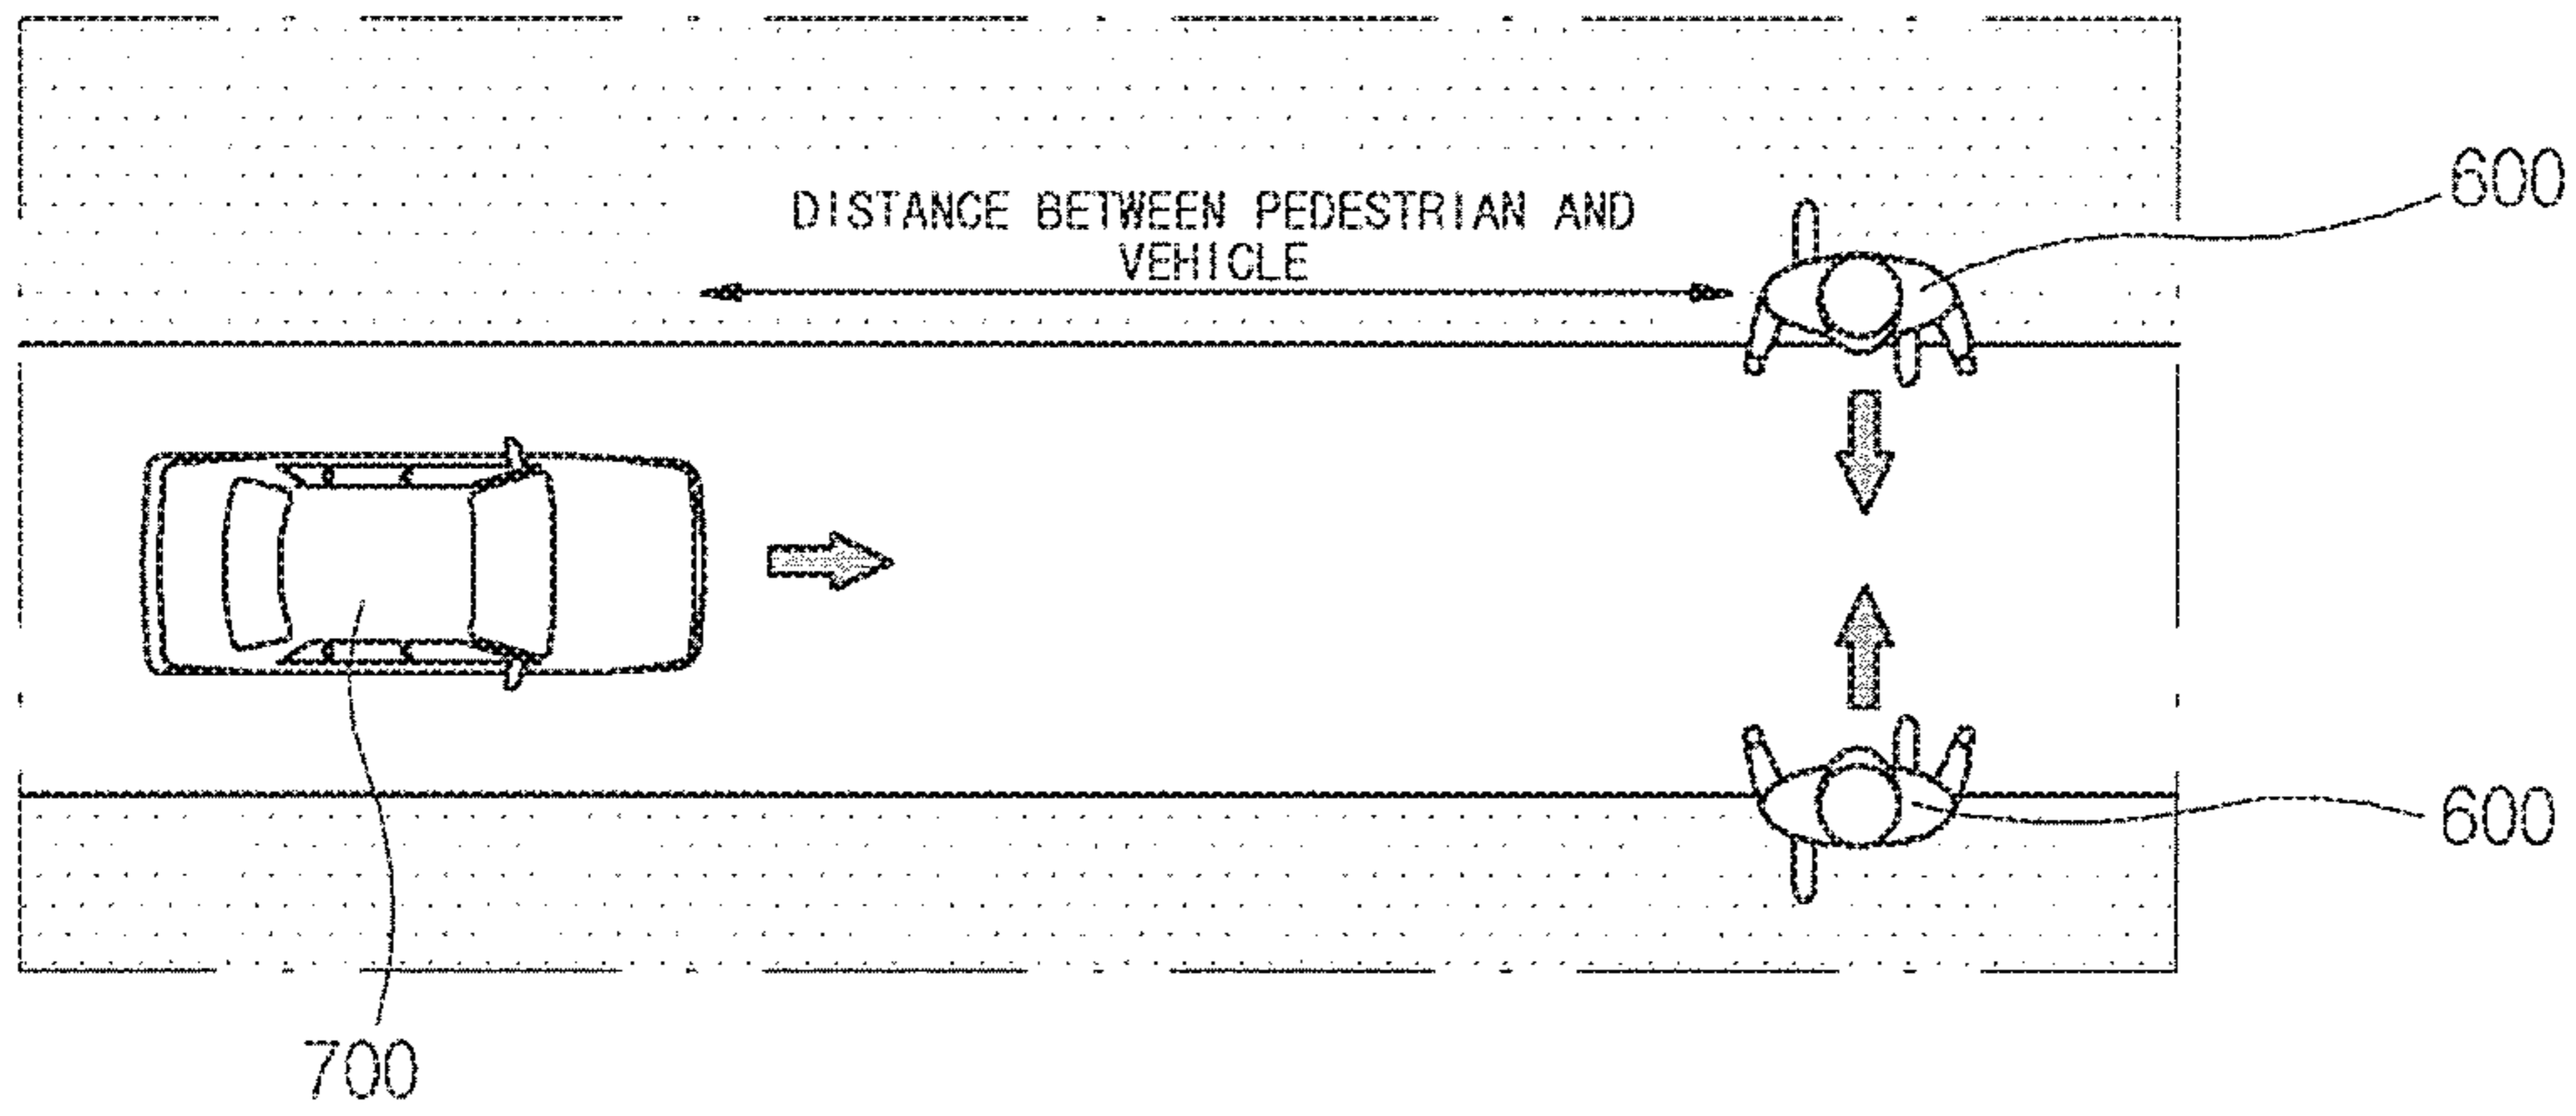 DISTANCE BETWEEN PEDESTRIAN AND
VEHICLE
600
600
700